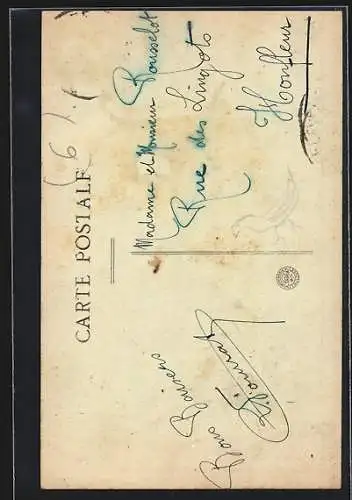 CARTE POSTALE
Madame et Monsieur Rousselot
Rue des Lingots
Honfleur
Bons Baisers